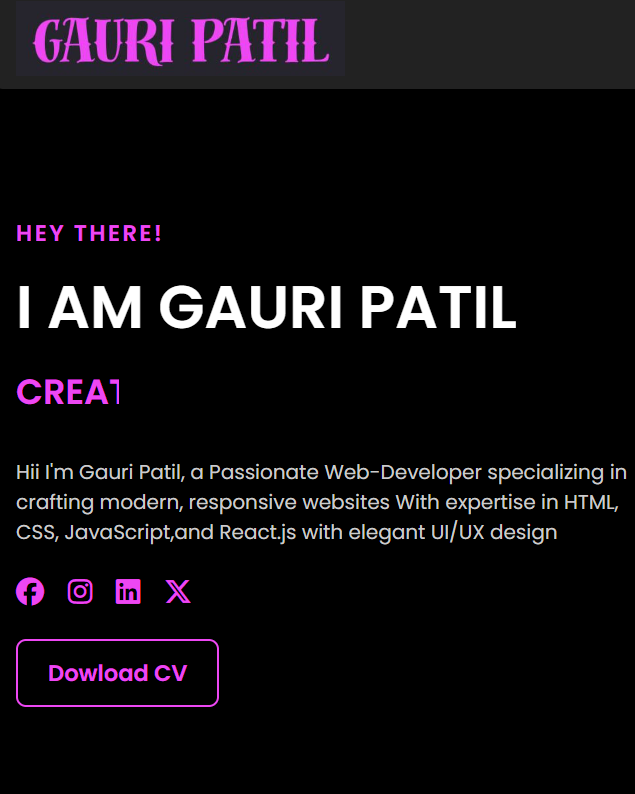 GAURI PATIL
HEY THERE!
I AM GAURI PATIL
CREAT
Hii I'm Gauri Patil, a Passionate Web-Developer specializing in
crafting modern, responsive websites With expertise in HTML,
CSS, JavaScript,and React.js with elegant UI/UX design
Dowload CV